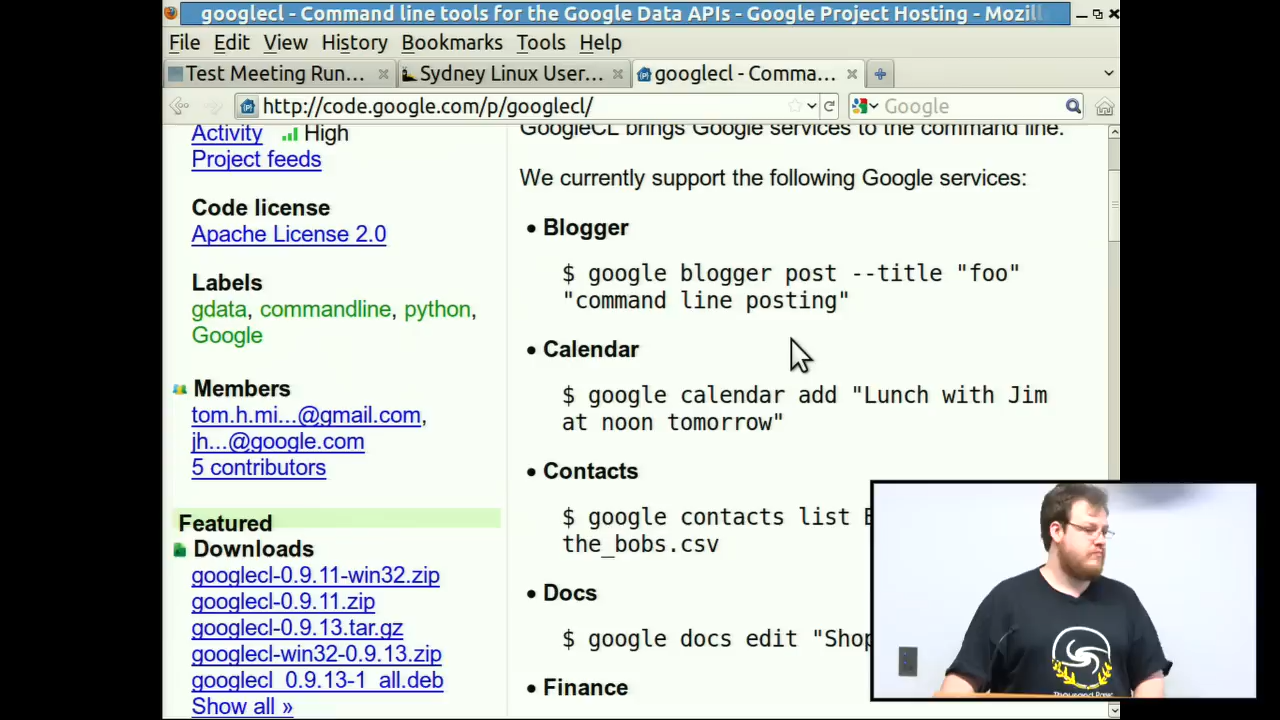 googlecl - Command line tools for the Google Data APIs - Google Project Hosting - Mozill
File Edit View History Bookmarks Tools Help
Test Meeting Run... Sydney Linux User... googlecl - Comma...
http://code.google.com/p/googlecl/ Google
Activity High
Project feeds
Code license
Apache License 2.0
Labels
gdata, commandline, python,
Google
Members
tom.h.mi...@gmail.com,
jh...@google.com
5 contributors
Featured
Downloads
googlecl-0.9.11-win32.zip
googlecl-0.9.11.zip
googlecl-0.9.13.tar.gz
googlecl-win32-0.9.13.zip
googlecl_0.9.13-1_all.deb
Show all »
GoogleCL brings Google services to the command line.
We currently support the following Google services:
• Blogger
$ google blogger post --title "foo"
"command line posting"
• Calendar
$ google calendar add "Lunch with Jim
at noon tomorrow"
• Contacts
$ google contacts list
the_bobs.csv
• Docs
$ google docs edit "Shop
• Finance
Thousand